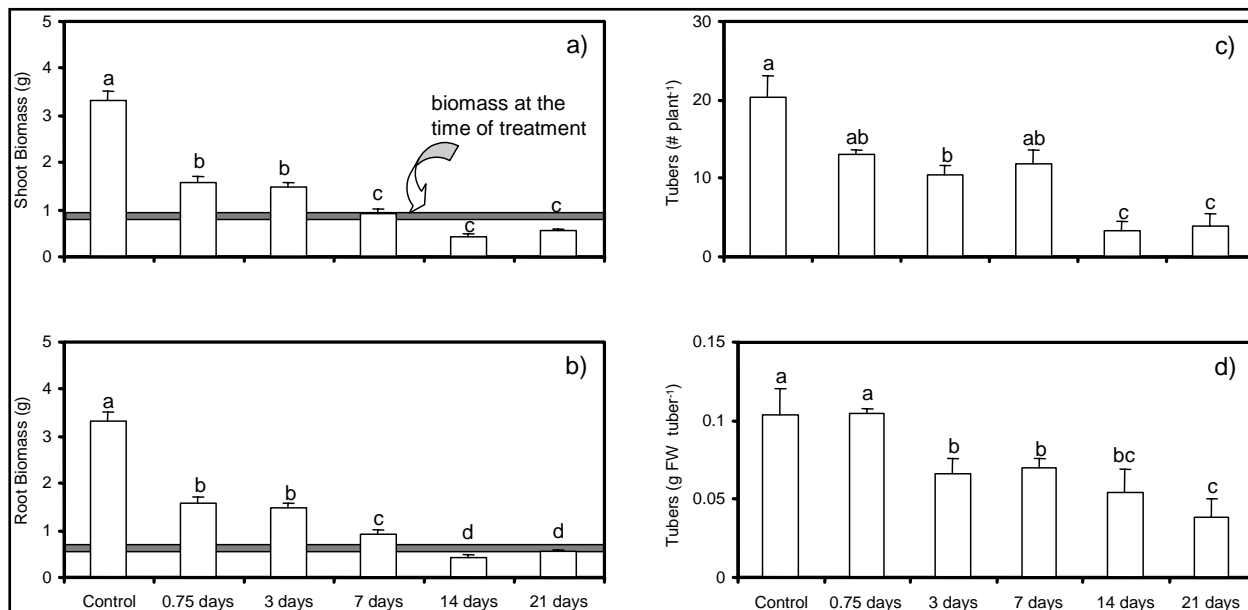 5
4
3
2
1
0
Shoot Biomass (g)
a)
a
b
b
c
c
c
biomass at the
time of treatment
30
20
10
0
Tubers (# plant-1)
c)
a
ab
b
ab
c
c
5
4
3
2
1
0
Root Biomass (g)
b)
a
b
b
c
d
d
Control 0.75 days 3 days 7 days 14 days 21 days
0.15
0.1
0.05
0
Tubers (g FW tuber-1)
d)
a
a
b
b
bc
c
Control 0.75 days 3 days 7 days 14 days 21 days